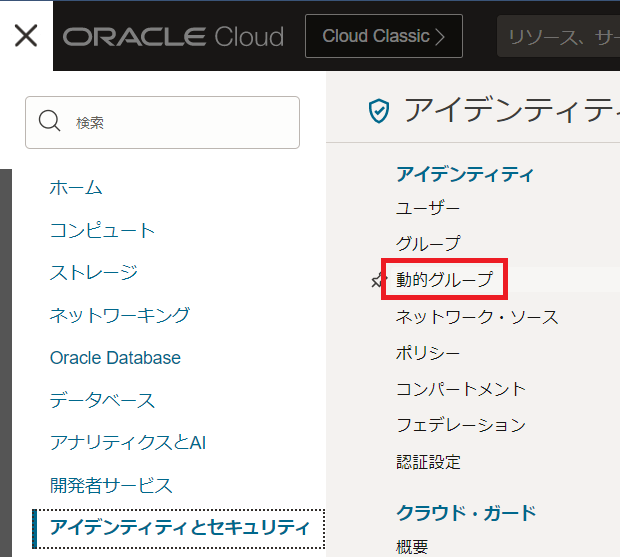 ORACLE Cloud
Cloud Classic
リソース、サー
検索
ホーム
コンピュート
ストレージ
ネットワーキング
Oracle Database
データベース
アナリティクスとAI
開発者サービス
アイデンティティとセキュリティ
アイデンティティ
アイデンティティ
ユーザー
グループ
動的グループ
ネットワーク・ソース
ポリシー
コンパートメント
フェデレーション
認証設定
クラウド・ガード
概要